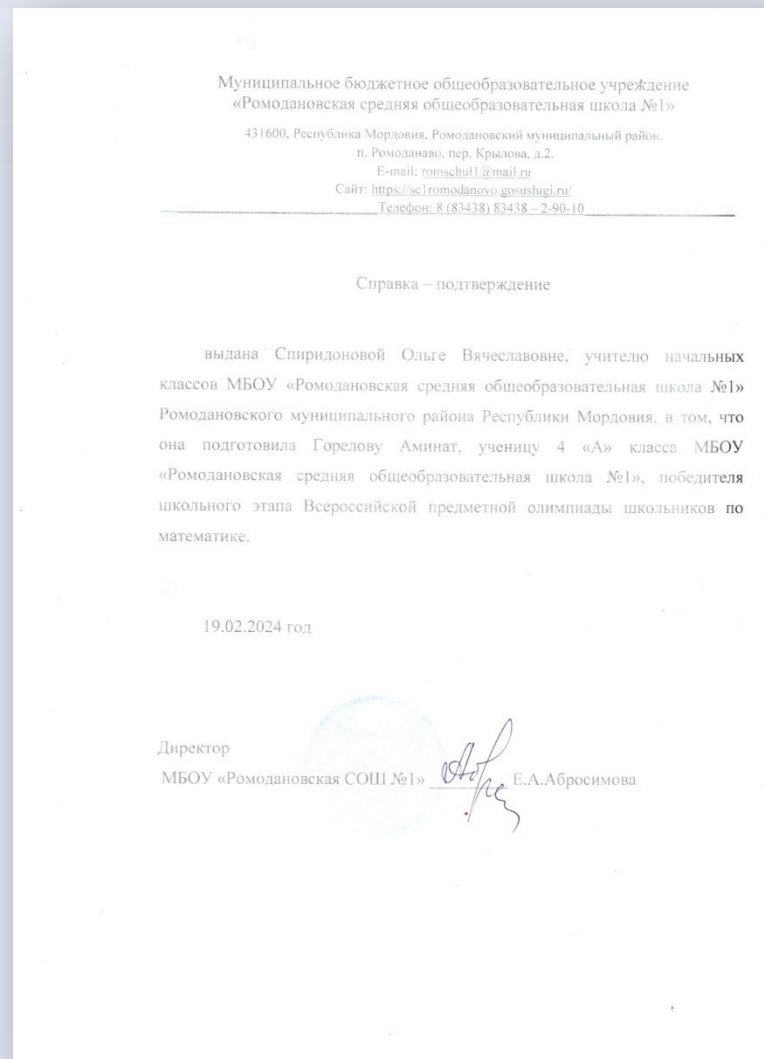 Муниципальное бюджетное общеобразовательное учреждение
«Ромодановская средняя общеобразовательная школа №1»
431600, Республика Мордовия, Ромодановский муниципальный район,
п. Ромоданаво, пер. Крылова, д.2.
E-mail: romschul1@mail.ru
Сайт: https://sc1romodanovo.gosuslugi.ru/
Телефон: 8 (83438) 83438 – 2-90-10
Справка – подтверждение
выдана Спиридоновой Ольге Вячеславовне, учителю начальных
классов МБОУ «Ромодановская средняя общеобразовательная школа №1»
Ромодановского муниципального района Республики Мордовия, в том, что
она подготовила Горелову Аминат, ученицу 4 «А» класса МБОУ
«Ромодановская средняя общеобразовательная школа №1», победителя
школьного этапа Всероссийской предметной олимпиады школьников по
математике.
19.02.2024 год
Директор
МБОУ «Ромодановская СОШ №1» Е.А.Абросимова